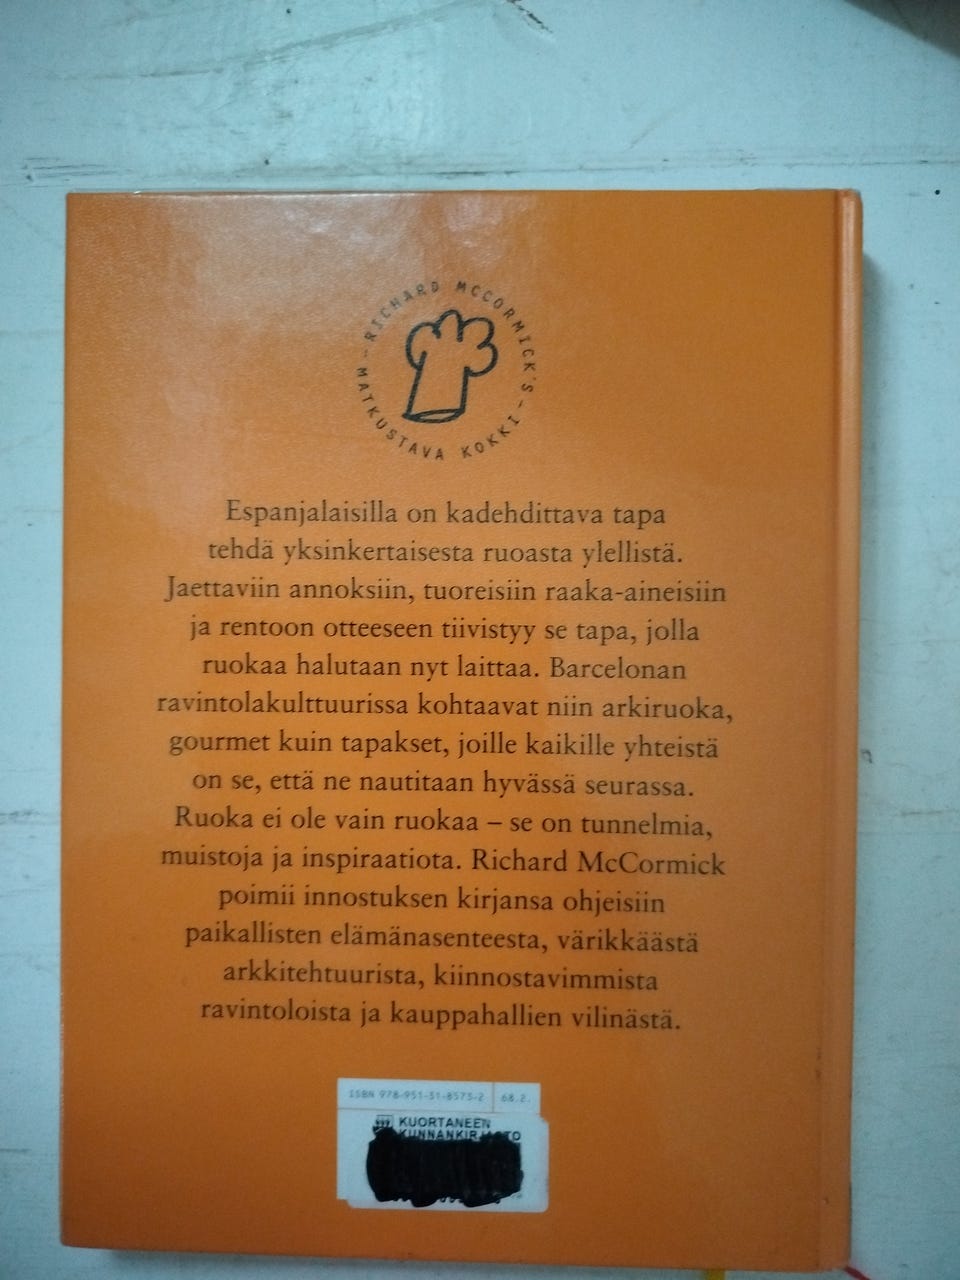 RICHARD MCCORMICK'S – MATKUSTAVA KOKKI –
Espanjalaisilla on kadehdittava tapa
tehdä yksinkertaisesta ruoasta ylellistä.
Jaettaviin annoksiin, tuoreisiin raaka-aineisiin
ja rentoon otteeseen tiivistyy se tapa, jolla
ruokaa halutaan nyt laittaa. Barcelonan
ravintolakulttuurissa kohtaavat niin arkiruoka,
gourmet kuin tapakset, joille kaikille yhteistä
on se, että ne nautitaan hyvässä seurassa.
Ruoka ei ole vain ruokaa – se on tunnelmia,
muistoja ja inspiraatiota. Richard McCormick
poimii innostuksen kirjansa ohjeisiin
paikallisten elämänasenteesta, värikkäästä
arkkitehtuurista, kiinnostavimmista
ravintoloista ja kauppahallien vilinästä.
ISBN 978-951-31-8573-2 68.2.
KUORTANEEN
KUNNANKIRJASTO